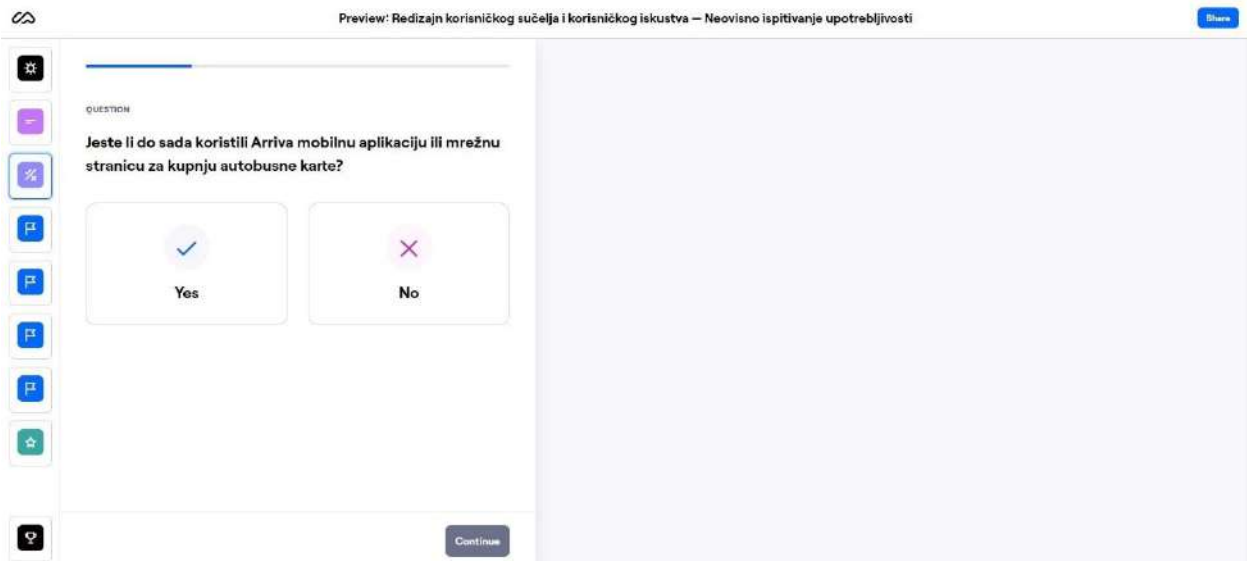 Preview: Redizajn korisničkog sučelja i korisničkog iskustva — Neovisno ispitivanje upotrebljivosti
Share
QUESTION
Jeste li do sada koristili Arriva mobilnu aplikaciju ili mrežnu
stranicu za kupnju autobusne karte?
Yes
No
Continue